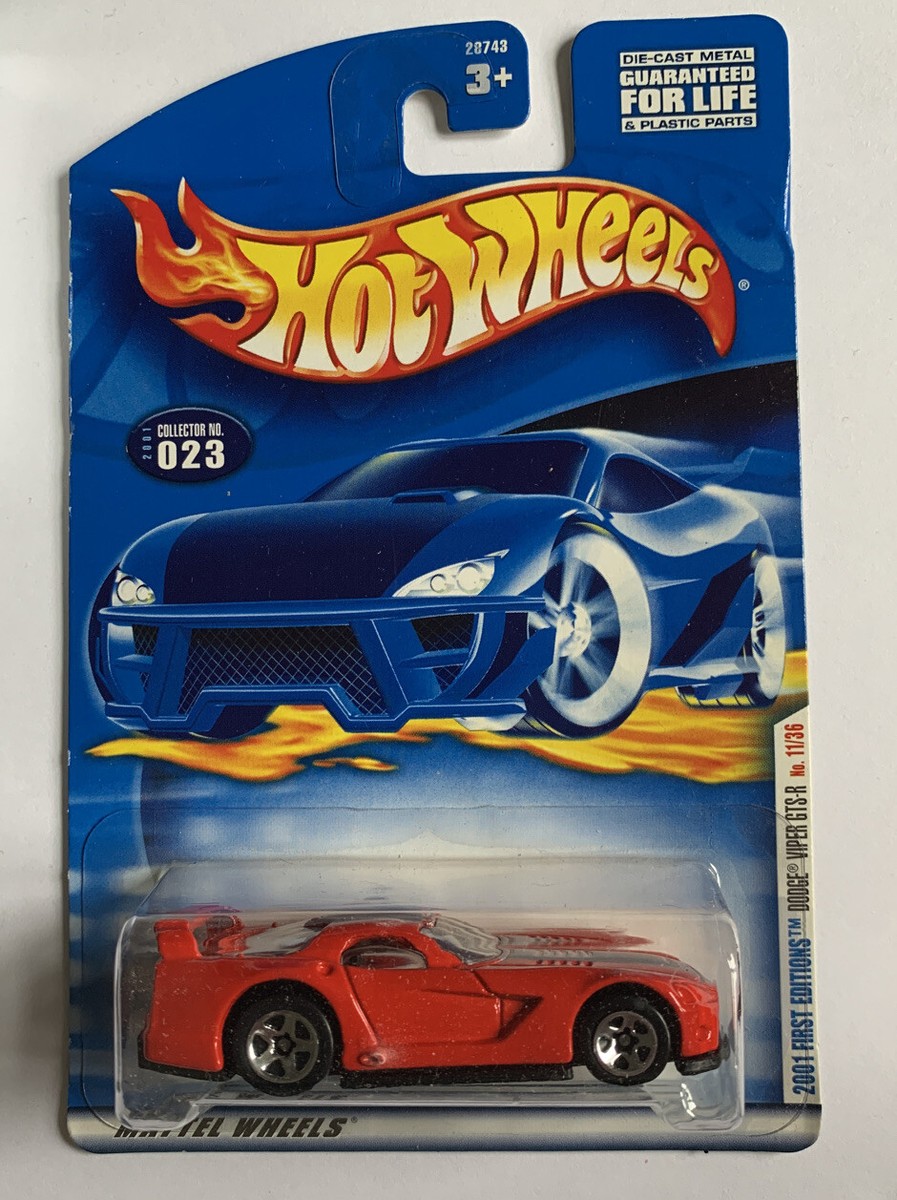 28743
3+
DIE-CAST METAL
GUARANTEED
FOR LIFE
& PLASTIC PARTS
HOT WHEELS®
2001
COLLECTOR NO.
023
2001 FIRST EDITIONS™ DODGE® VIPER GTS-R No. 11/36
MATTEL WHEELS®